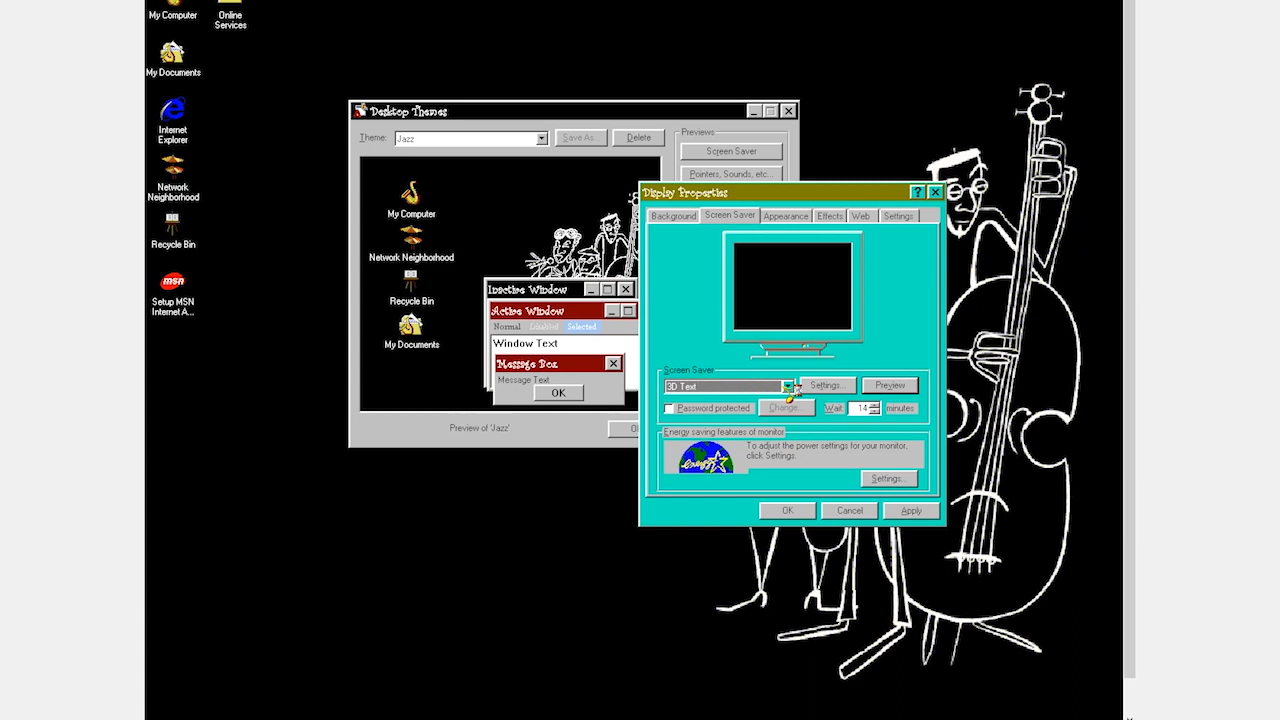 My Computer
Online
Services
My Documents
Internet
Explorer
Network
Neighborhood
Recycle Bin
msn
Setup MSN
Internet A...
Desktop Themes
Theme:
Jazz
Save As...
Delete
Previews
Screen Saver
Pointers, Sounds, etc...
My Computer
Network Neighborhood
Recycle Bin
My Documents
Inactive Window
Active Window
Normal Disabled Selected
Window Text
Message Box
Message Text
OK
Preview of 'Jazz'
Display Properties
Background Screen Saver Appearance Effects Web Settings
Screen Saver
3D Text
Settings...
Preview
Password protected
Change...
Wait:
14
minutes
Energy saving features of monitor
To adjust the power settings for your monitor,
click Settings.
Settings...
OK
Cancel
Apply